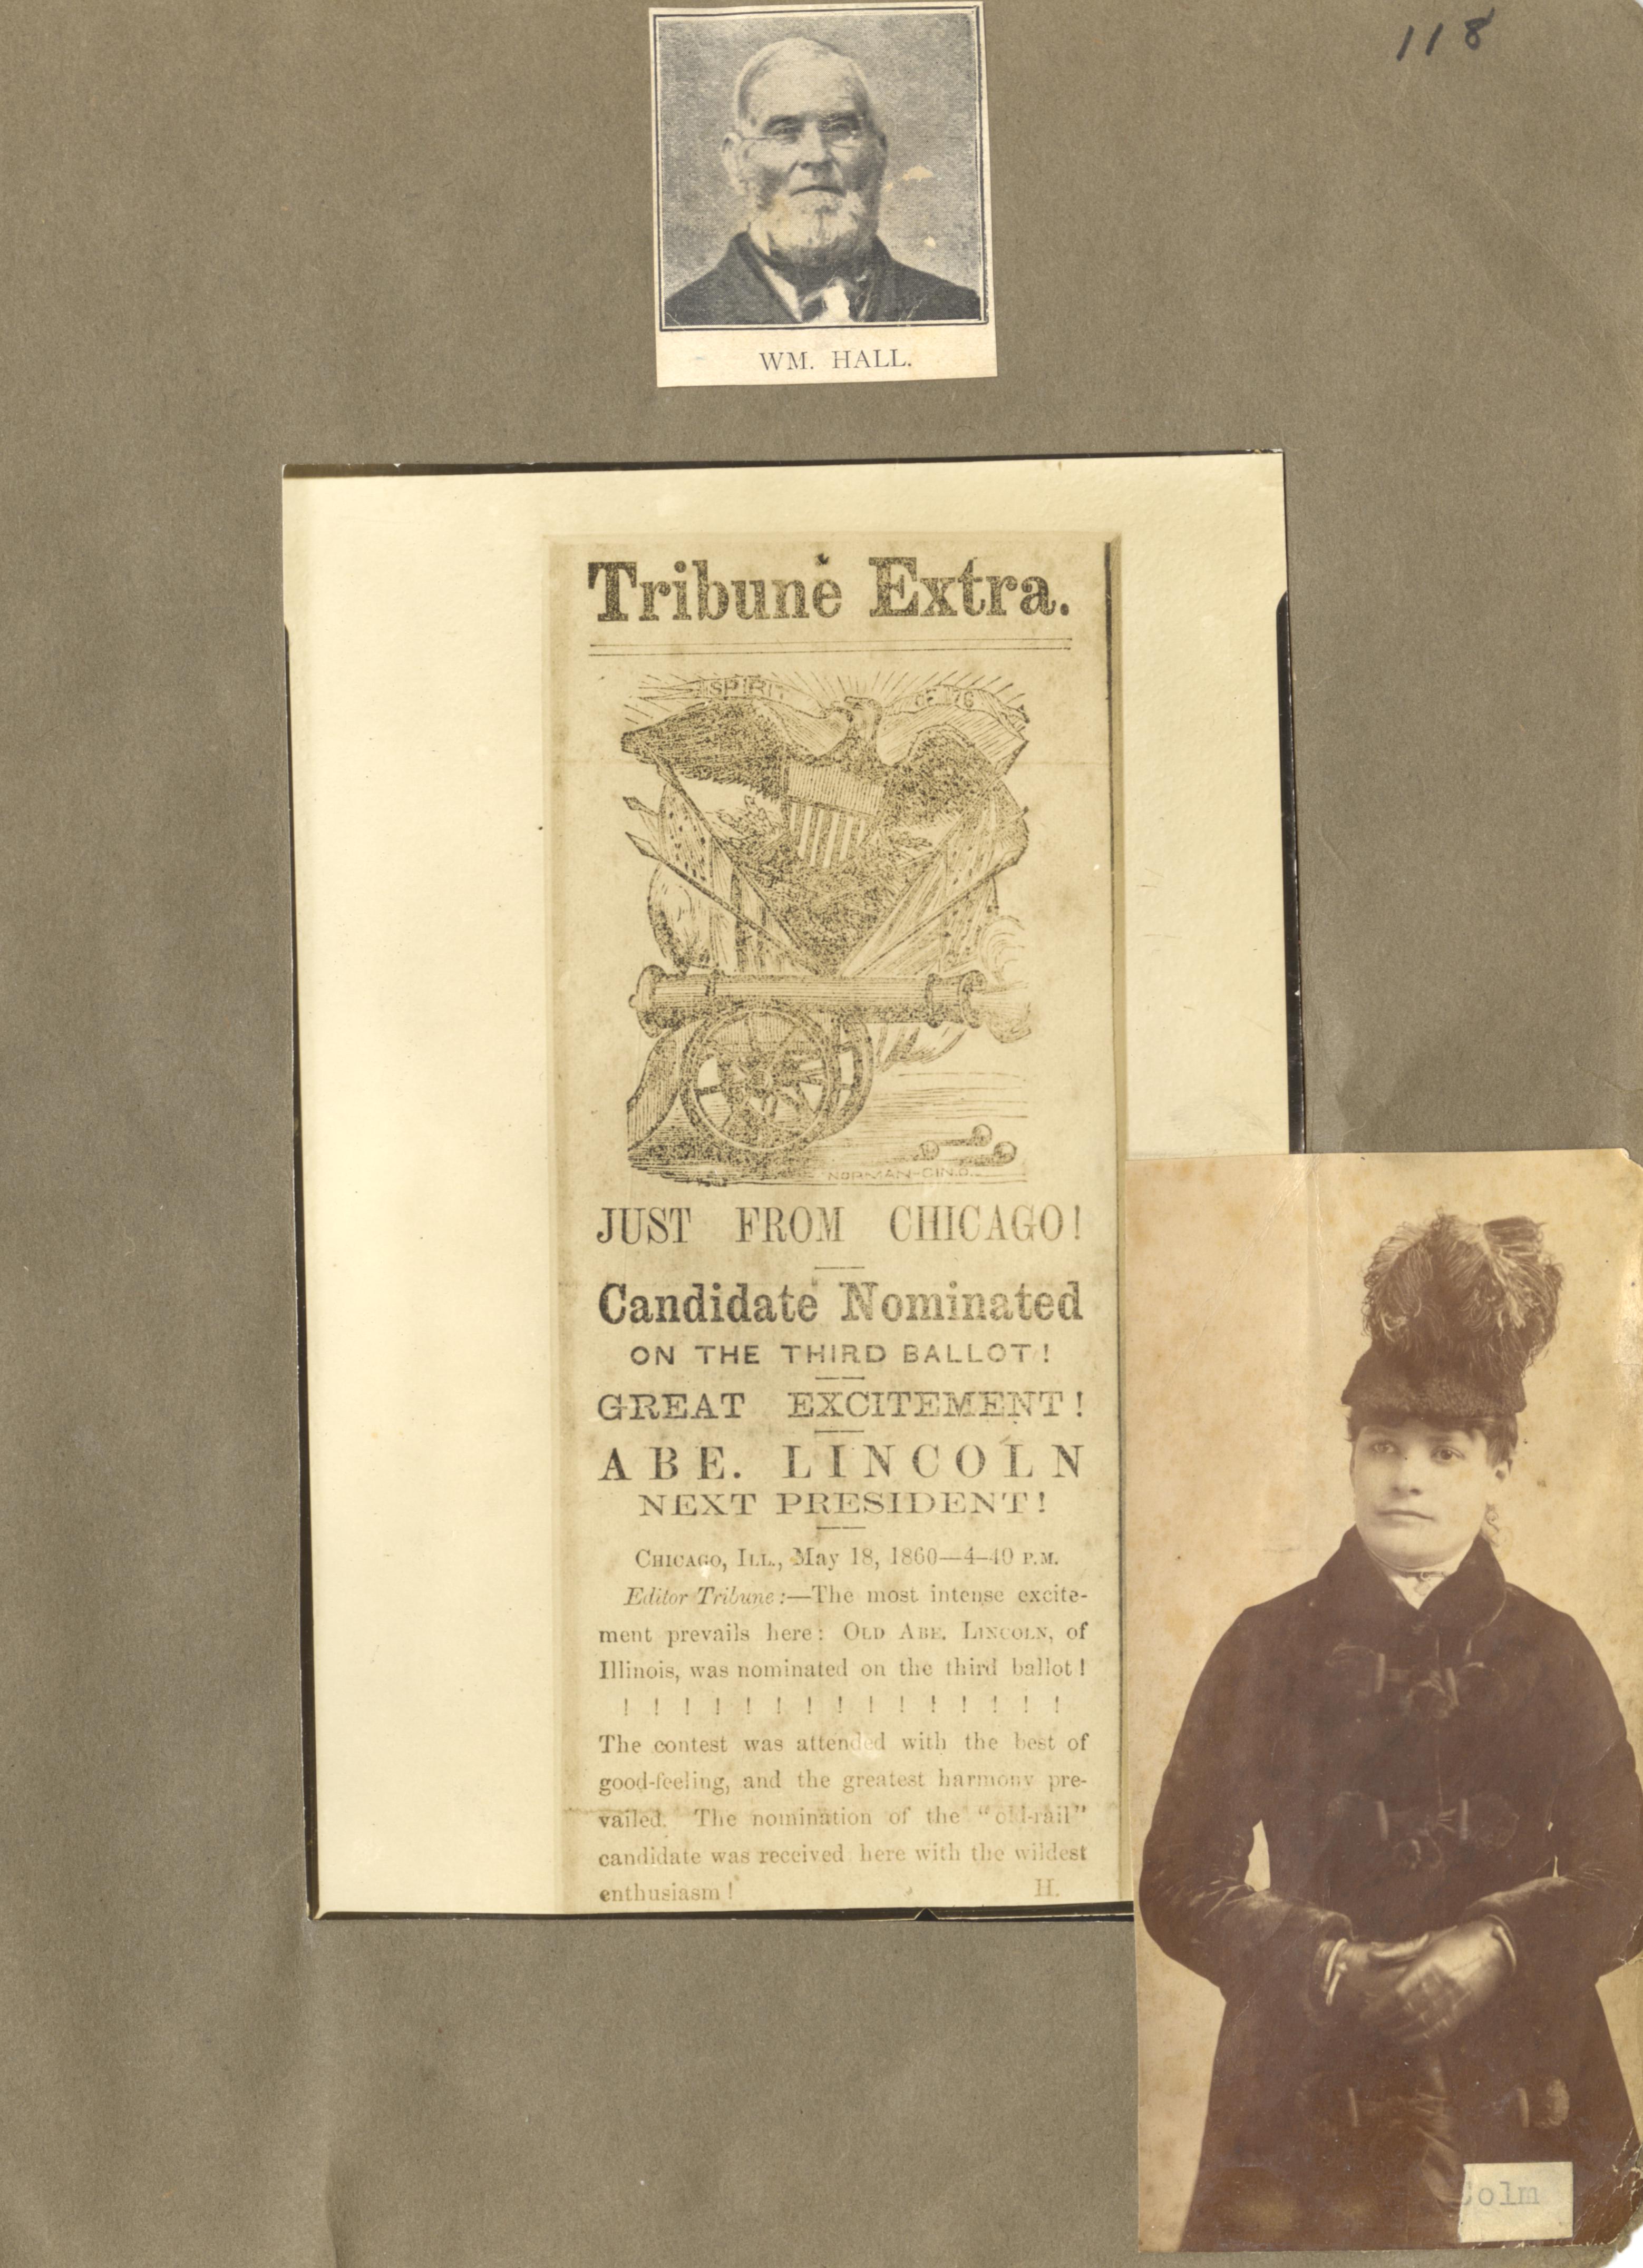 118
WM. HALL.
Tribune Extra.
SPIRIT OF 76
NORMAN-CIN.O.
JUST FROM CHICAGO!
Candidate Nominated
ON THE THIRD BALLOT!
GREAT EXCITEMENT!
ABE. LINCOLN
NEXT PRESIDENT!
CHICAGO, ILL., May 18, 1860—4-40 P.M.
Editor Tribune:—The most intense excite-
ment prevails here: OLD ABE. LINCOLN, of
Illinois, was nominated on the third ballot!
! ! ! ! ! ! ! ! ! ! ! ! ! ! !
The contest was attended with the best of
good-feeling, and the greatest harmony pre-
vailed. The nomination of the "old-rail"
candidate was received here with the wildest
enthusiasm! H.
Colm